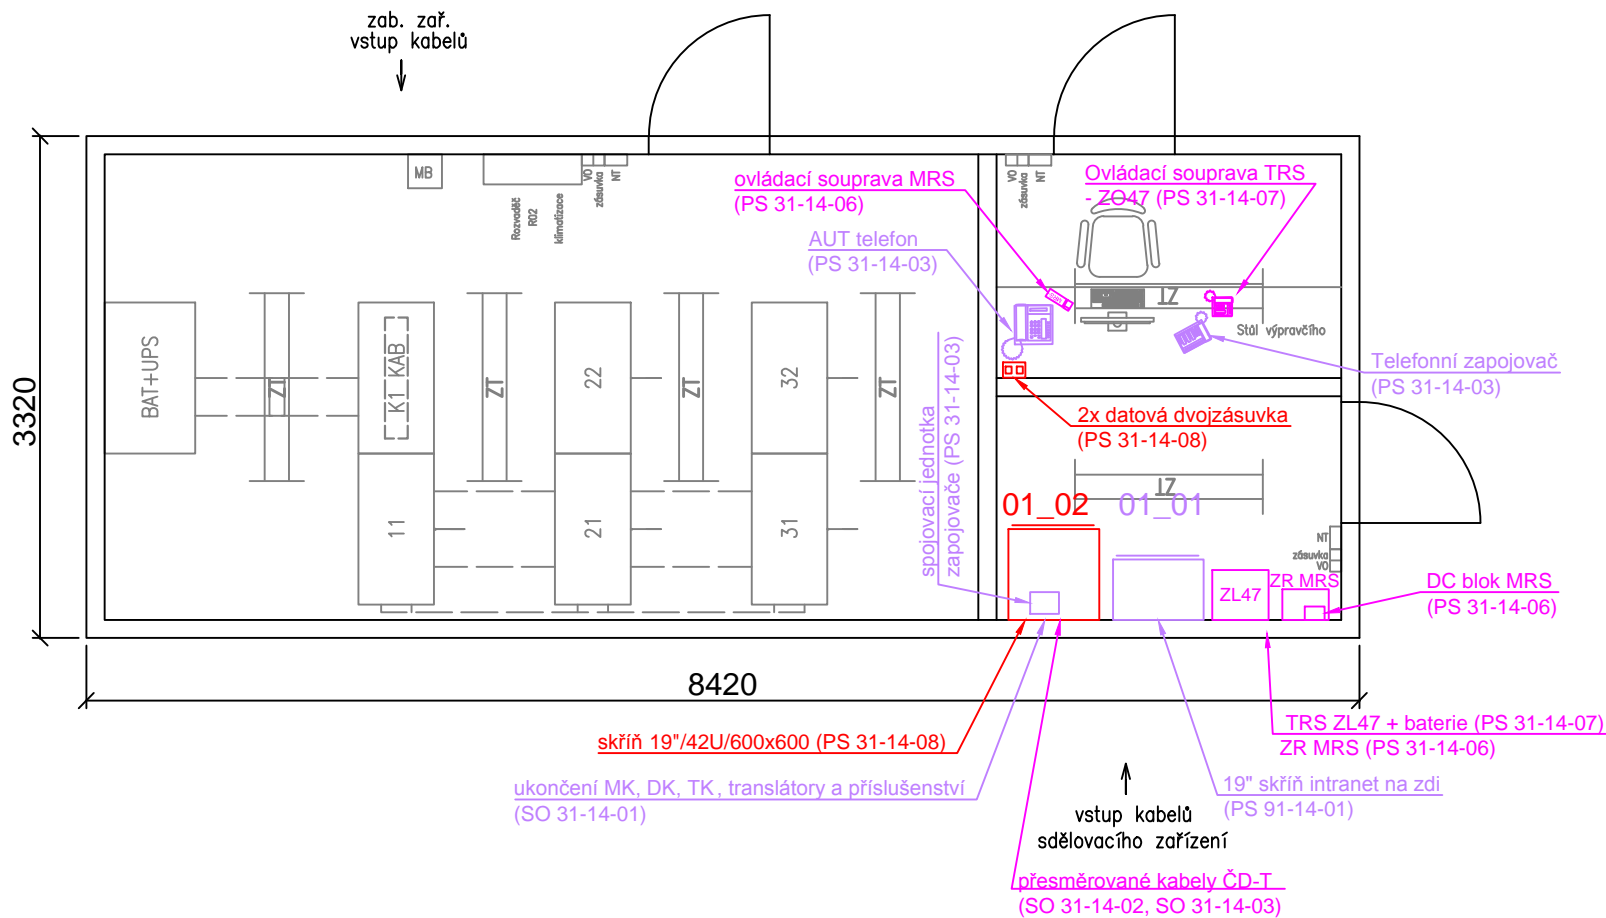 zab. zař.
vstup kabelů
MB
Rozvaděč
R02
klimatizace
VO
zásuvka
NT
ovládací souprava MRS
(PS 31-14-06)
AUT telefon
(PS 31-14-03)
VO
zásuvka
NT
Ovládací souprava TRS
- ZO47 (PS 31-14-07)
ZT
Stůl výpravčího
Telefonní zapojovač
(PS 31-14-03)
2x datová dvojzásuvka
(PS 31-14-08)
spojovací jednotka
zapojovače (PS 31-14-03)
BAT+UPS
ZT
K1 KAB
ZT
22
ZT
32
ZT
11
21
31
3320
ZT
01_02
01_01
NT
zásuvka
VO
ZL47
ZR MRS
DC blok MRS
(PS 31-14-06)
8420
skříň 19"/42U/600x600 (PS 31-14-08)
ukončení MK, DK, TK, translátory a příslušenství
(SO 31-14-01)
TRS ZL47 + baterie (PS 31-14-07)
ZR MRS (PS 31-14-06)
19" skříň intranet na zdi
(PS 91-14-01)
vstup kabelů
sdělovacího zařízení
přesměrované kabely ČD-T
(SO 31-14-02, SO 31-14-03)